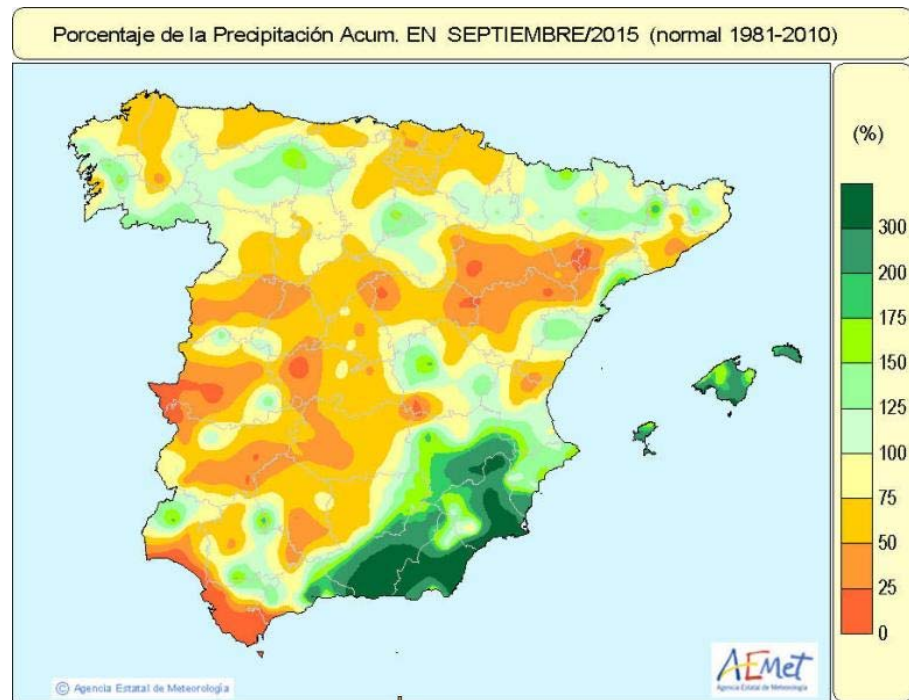 Porcentaje de la Precipitación Acum. EN SEPTIEMBRE/2015 (normal 1981-2010)
(%)
300
200
175
150
125
100
75
50
25
0
AEMet
Agencia Estatal de Meteorología
© Agencia Estatal de Meteorología